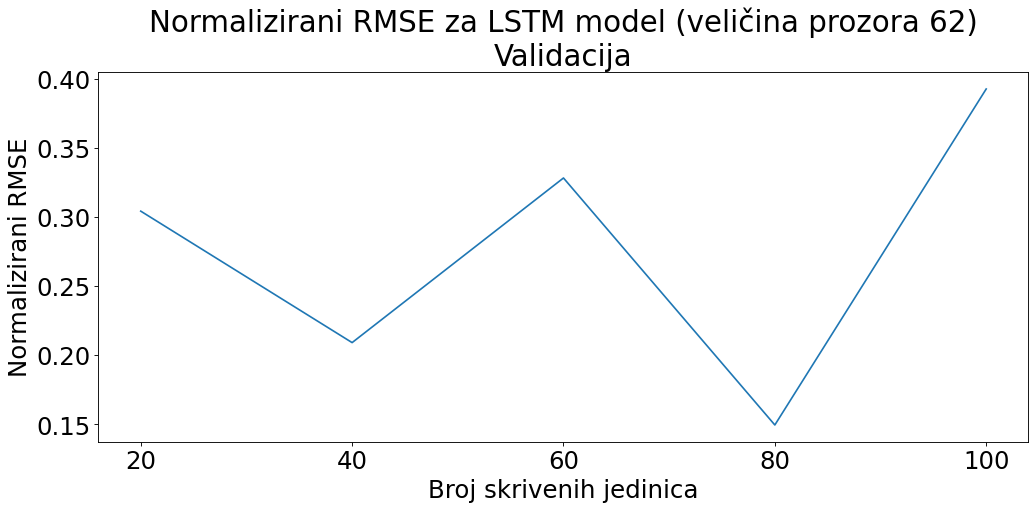 Normalizirani RMSE za LSTM model (veličina prozora 62)
Validacija
Normalizirani RMSE
0.40
0.35
0.30
0.25
0.20
0.15
20 40 60 80 100
Broj skrivenih jedinica